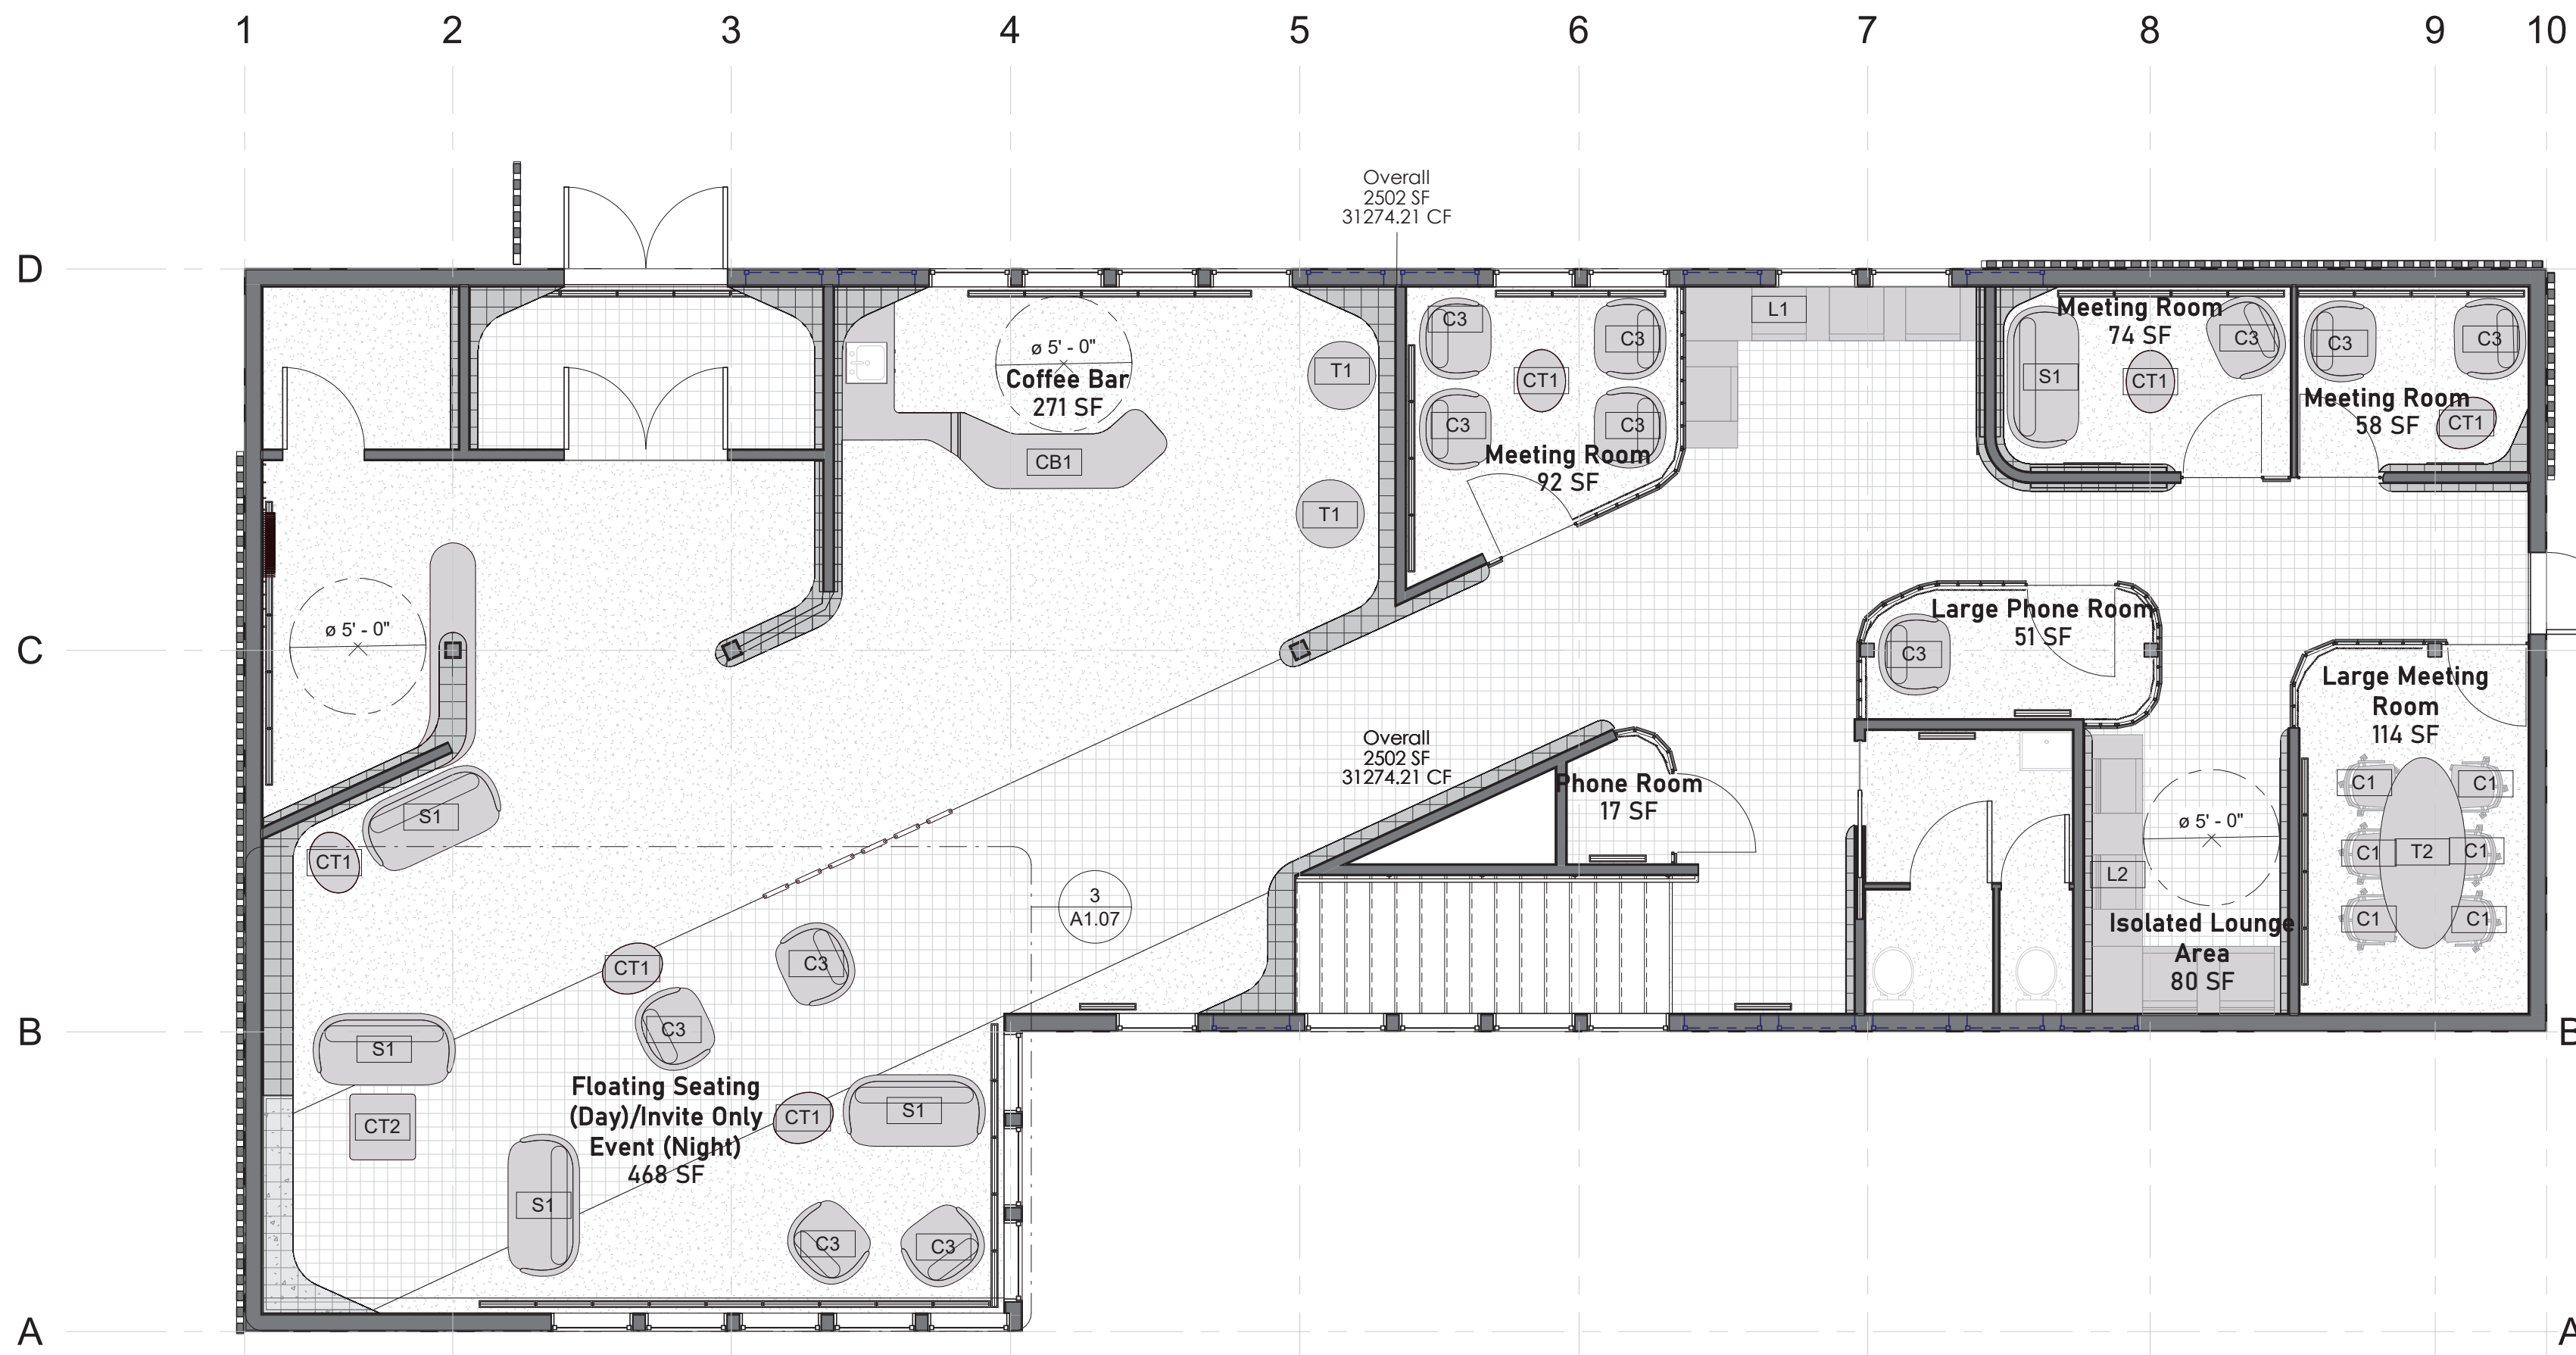 1 2 3 4 5 6 7 8 9 10
Overall
2502 SF
31274.21 CF
D
L1
Meeting Room
74 SF
C3
C3
C3
C3
C3
ø 5' - 0"
Coffee Bar
271 SF
T1
CT1
S1
CT1
Meeting Room
58 SF
CT1
C3
C3
Meeting Room
92 SF
CB1
T1
ø 5' - 0"
C
Large Phone Room
51 SF
C3
Large Meeting
Room
114 SF
Overall
2502 SF
31274.21 CF
Phone Room
17 SF
S1
CT1
C1
C1
ø 5' - 0"
C1
T2
C1
L2
C1
C1
Isolated Lounge
Area
80 SF
3
A1.07
CT1
C3
C3
B
B
S1
Floating Seating
(Day)/Invite Only
Event (Night)
468 SF
CT2
CT1
S1
S1
C3
C3
A
A